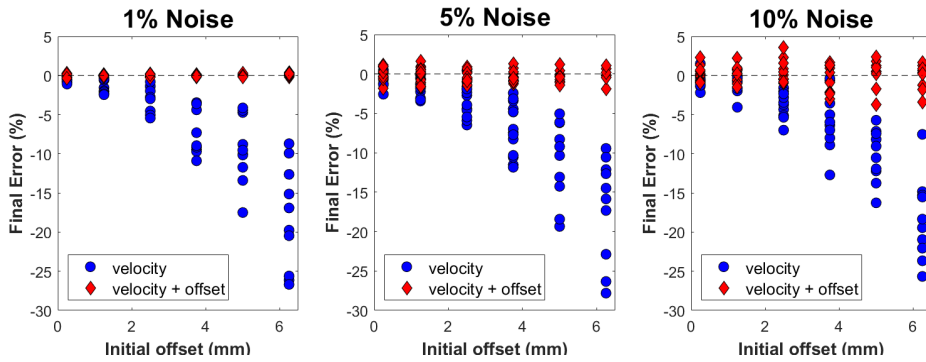 1% Noise
5
0
-5
-10
-15
-20
-25
-30
Final Error (%)
velocity
velocity + offset
0 2 4 6
Initial offset (mm)
5% Noise
5
0
-5
-10
-15
-20
-25
-30
Final Error (%)
velocity
velocity + offset
0 2 4 6
Initial offset (mm)
10% Noise
5
0
-5
-10
-15
-20
-25
-30
Final Error (%)
velocity
velocity + offset
0 2 4 6
Initial offset (mm)